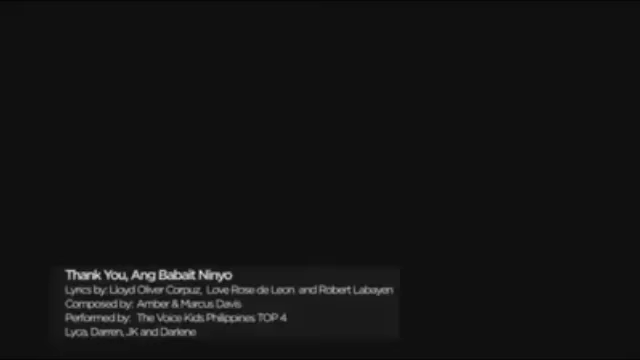 Thank You, Ang Babait Ninyo
Lyrics by: Lloyd Oliver Corpuz, Love Rose de Leon and Robert Labayen
Composed by: Amber & Marcus Davis
Performed by: The Voice Kids Philippines TOP 4
Lyca, Darren, JK and Darlene